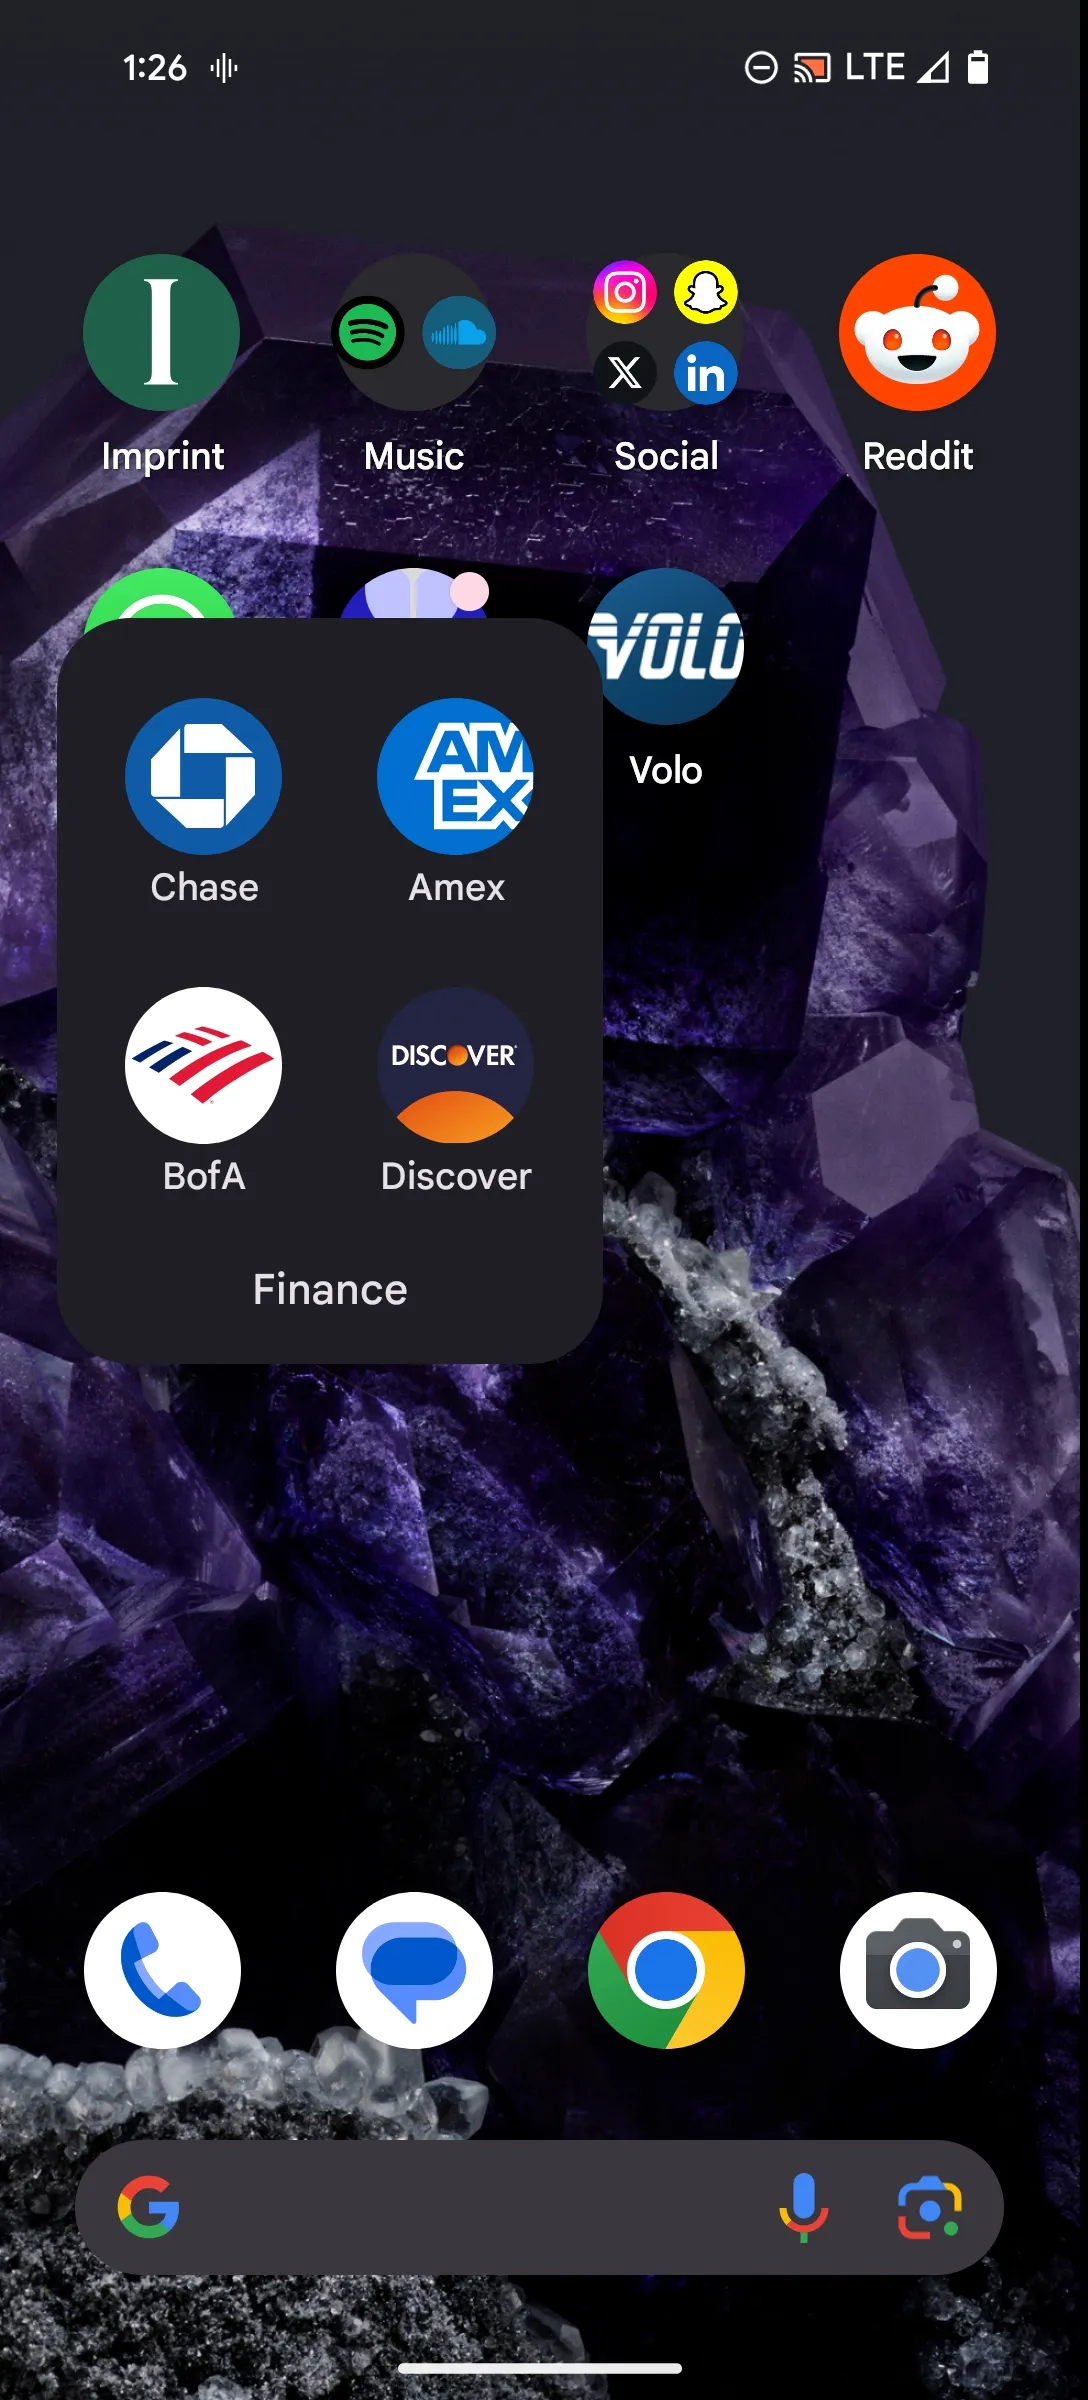 1:26 LTE
Imprint Music Social Reddit
VOLO
Volo
AM
EX
Chase Amex
DISCOVER
BofA Discover
Finance